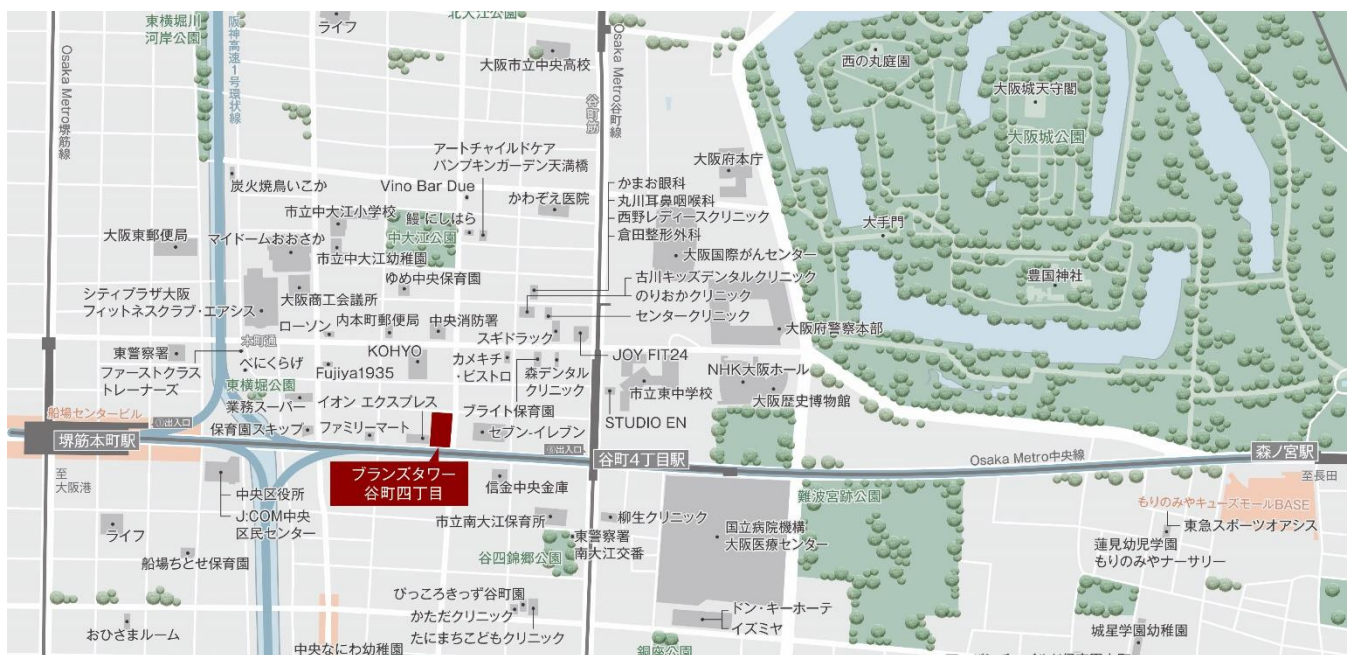 東横堀川
河岸公園
阪神高速1号環状線
ライフ
北大江公園
大阪市立中央高校
Osaka Metro堺筋線
Osaka Metro谷町線
谷町筋
西の丸庭園
大阪城天守閣
大阪城公園
アートチャイルドケア
パンプキンガーデン天満橋
大阪府本庁
炭火焼鳥いこか
Vino Bar Due
かわぞえ医院
かまお眼科
丸川耳鼻咽喉科
西野レディースクリニック
倉田整形外科
市立中大江小学校
鰻 にしはら
中大江公園
大手門
大阪東郵便局
マイドームおおさか
市立中大江幼稚園
大阪国際がんセンター
ゆめ中央保育園
古川キッズデンタルクリニック
のりおかクリニック
センタークリニック
豊国神社
シティプラザ大阪
フィットネスクラブ・エアシス
大阪商工会議所
ローソン
内本町郵便局
中央消防署
スギドラック
大阪府警察本部
本町通
東警察署
べにくらげ
ファーストクラス
トレーナーズ
Fujiya1935
KOHYO
カメキチ
・ビストロ
森デンタル
クリニック
JOY FIT24
NHK大阪ホール
市立東中学校
大阪歴史博物館
東横堀公園
業務スーパー
イオン エクスプレス
ブライト保育園
STUDIO EN
船場センタービル
①出入口
保育園スキップ
ファミリーマート
セブン-イレブン
堺筋本町駅
⑥出入口
谷町4丁目駅
Osaka Metro中央線
森ノ宮駅
至
大阪港
至長田
ブランズタワー
谷町四丁目
中央区役所
J:COM中央
区民センター
信金中央金庫
難波宮跡公園
もりのみやキューズモールBASE
東急スポーツオアシス
ライフ
市立南大江保育所
柳生クリニック
国立病院機構
大阪医療センター
蓮見幼児学園
もりのみやナーサリー
船場ちとせ保育園
谷四錦郷公園
東警察署
南大江交番
ぴっころきっず谷町園
かただクリニック
たにまちこどもクリニック
ドン・キーホーテ
イズミヤ
おひさまルーム
中央なにわ幼稚園
銀座公園
城星学園幼稚園